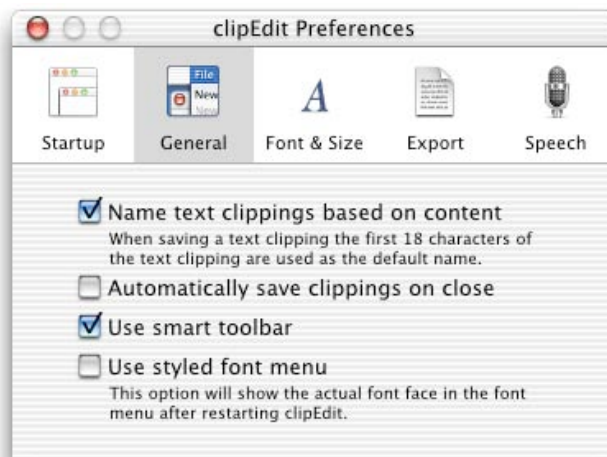 clipEdit Preferences
File
New
New
Startup General Font & Size Export Speech
Name text clippings based on content
When saving a text clipping the first 18 characters of
the text clipping are used as the default name.
Automatically save clippings on close
Use smart toolbar
Use styled font menu
This option will show the actual font face in the font
menu after restarting clipEdit.